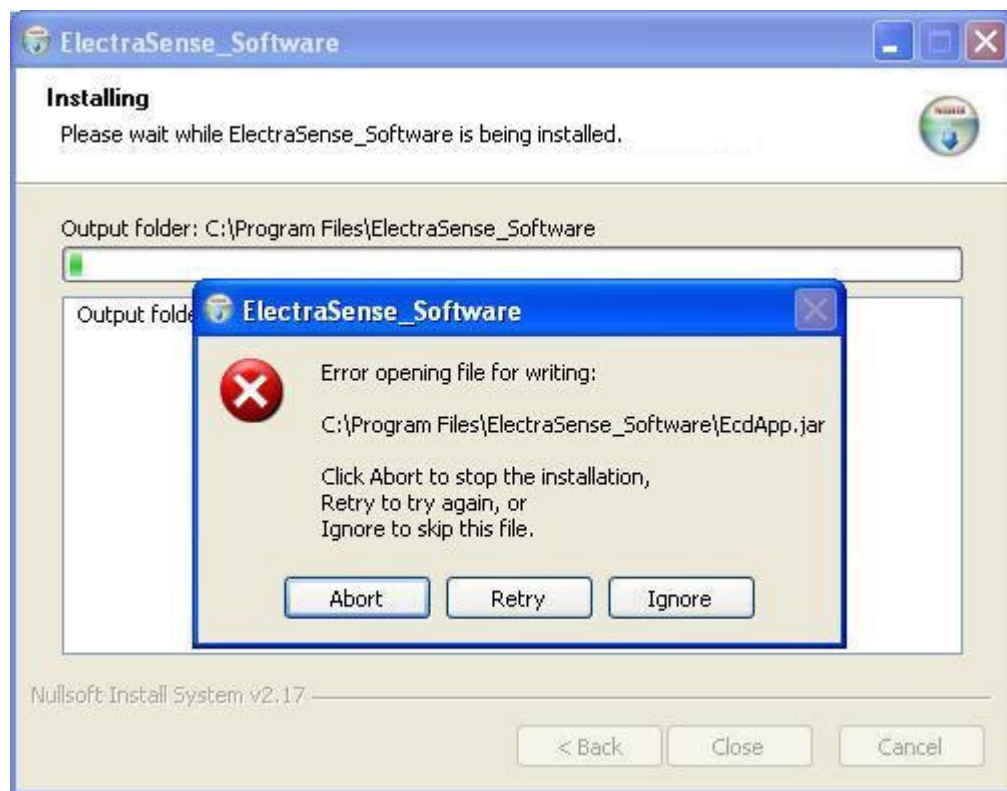 ElectraSense_Software
Installing
Please wait while ElectraSense_Software is being installed.
Output folder: C:\Program Files\ElectraSense_Software
Output folde
ElectraSense_Software
Error opening file for writing:
C:\Program Files\ElectraSense_Software\EcdApp.jar
Click Abort to stop the installation,
Retry to try again, or
Ignore to skip this file.
Abort Retry Ignore
Nullsoft Install System v2.17
< Back Close Cancel